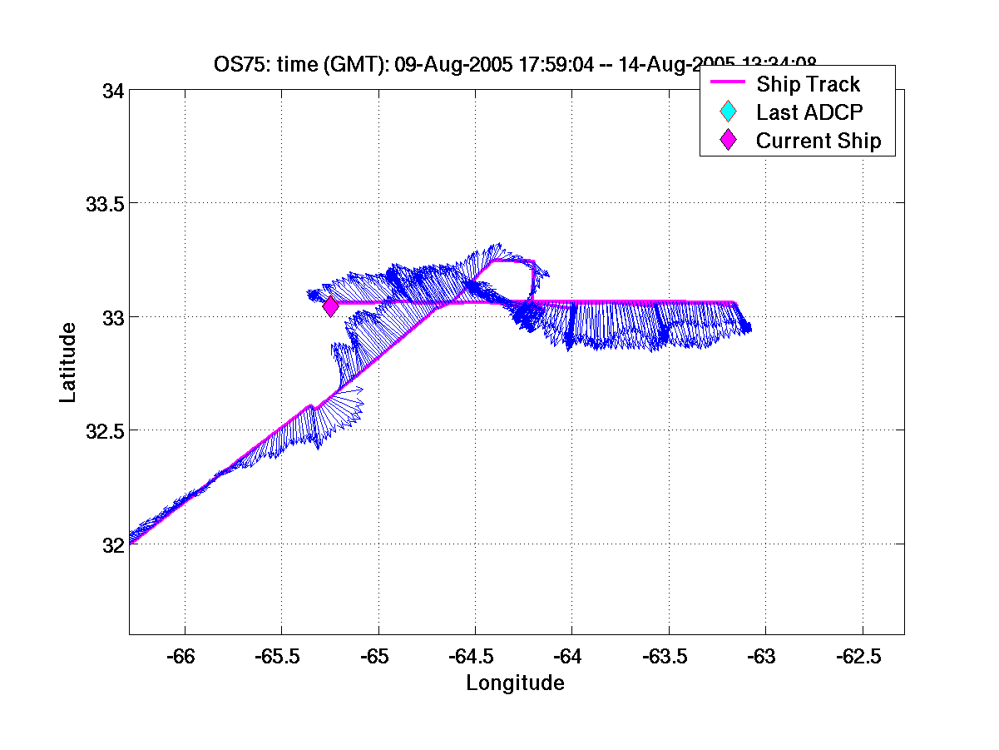 OS75: time (GMT): 09-Aug-2005 17:59:04 -- 14-Aug-2005 13:34:08
Ship Track
Last ADCP
Current Ship
34
33.5
33
32.5
32
Latitude
-66 -65.5 -65 -64.5 -64 -63.5 -63 -62.5
Longitude